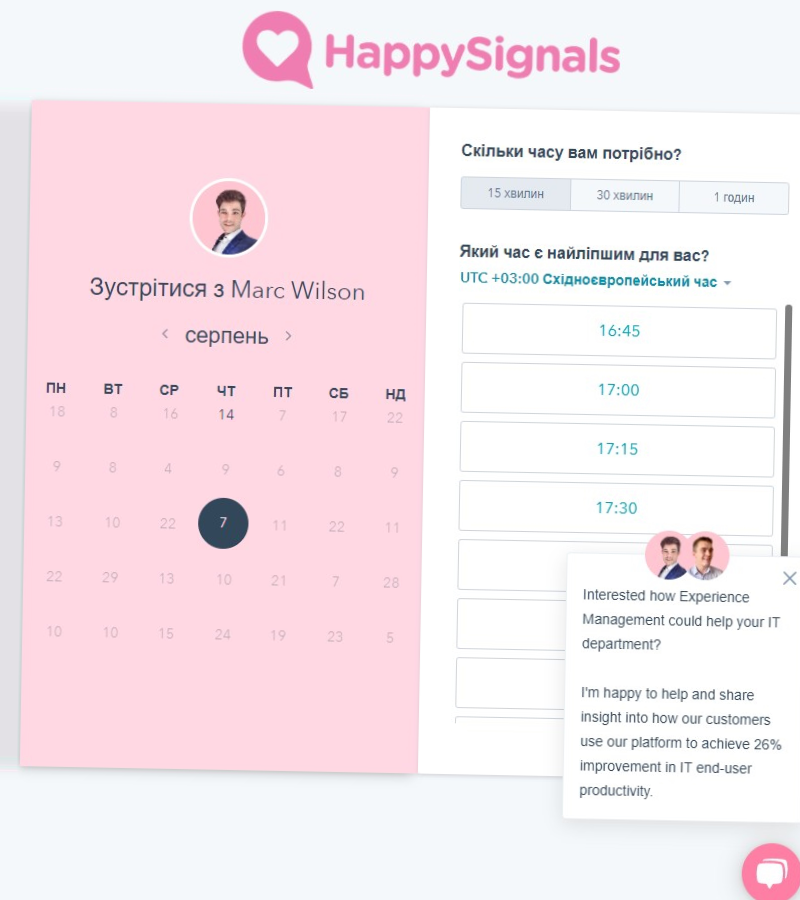 HappySignals
Зустрітися з Marc Wilson
серпень
ПН ВТ СР ЧТ ПТ СБ НД
18 8 16 14 7 17 22
9 8 4 9 6 8 9
13 10 22 7 11 22 11
22 29 13 10 21 7 28
10 10 15 24 19 23 5
Скільки часу вам потрібно?
15 хвилин 30 хвилин 1 годин
Який час є найліпшим для вас?
UTC +03:00 Східноєвропейський час
16:45
17:00
17:15
17:30
Interested how Experience
Management could help your IT
department?
I'm happy to help and share
insight into how our customers
use our platform to achieve 26%
improvement in IT end-user
productivity.